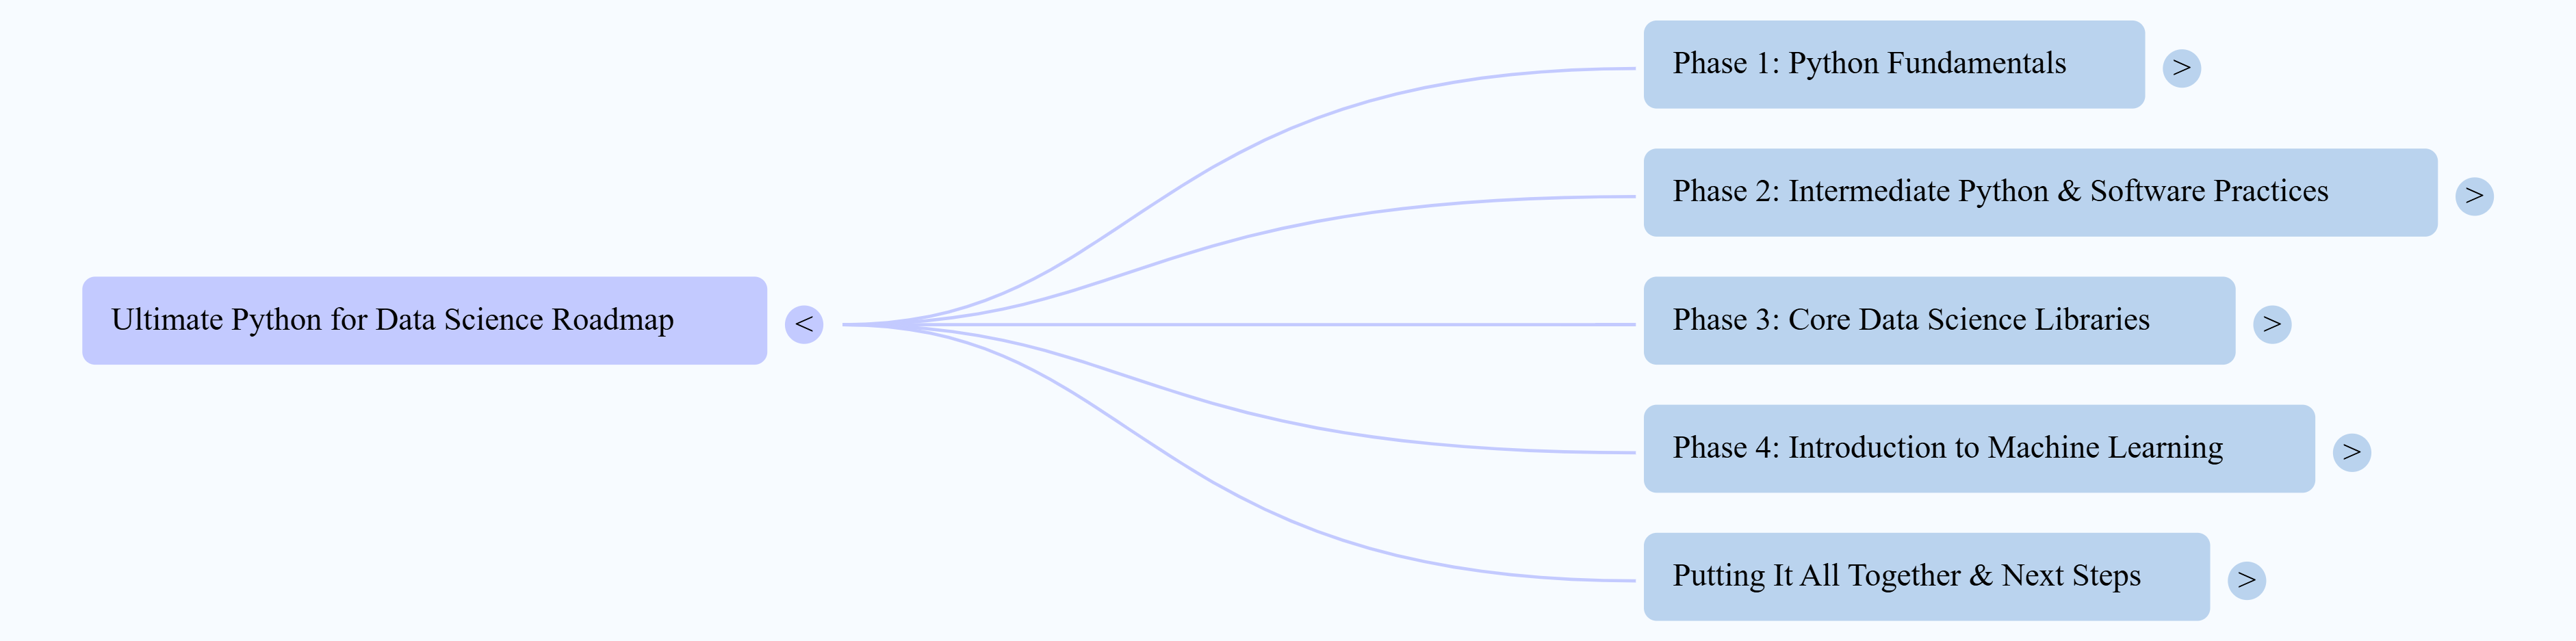 Ultimate Python for Data Science Roadmap
<
Phase 1: Python Fundamentals
>
Phase 2: Intermediate Python & Software Practices
>
Phase 3: Core Data Science Libraries
>
Phase 4: Introduction to Machine Learning
>
Putting It All Together & Next Steps
>